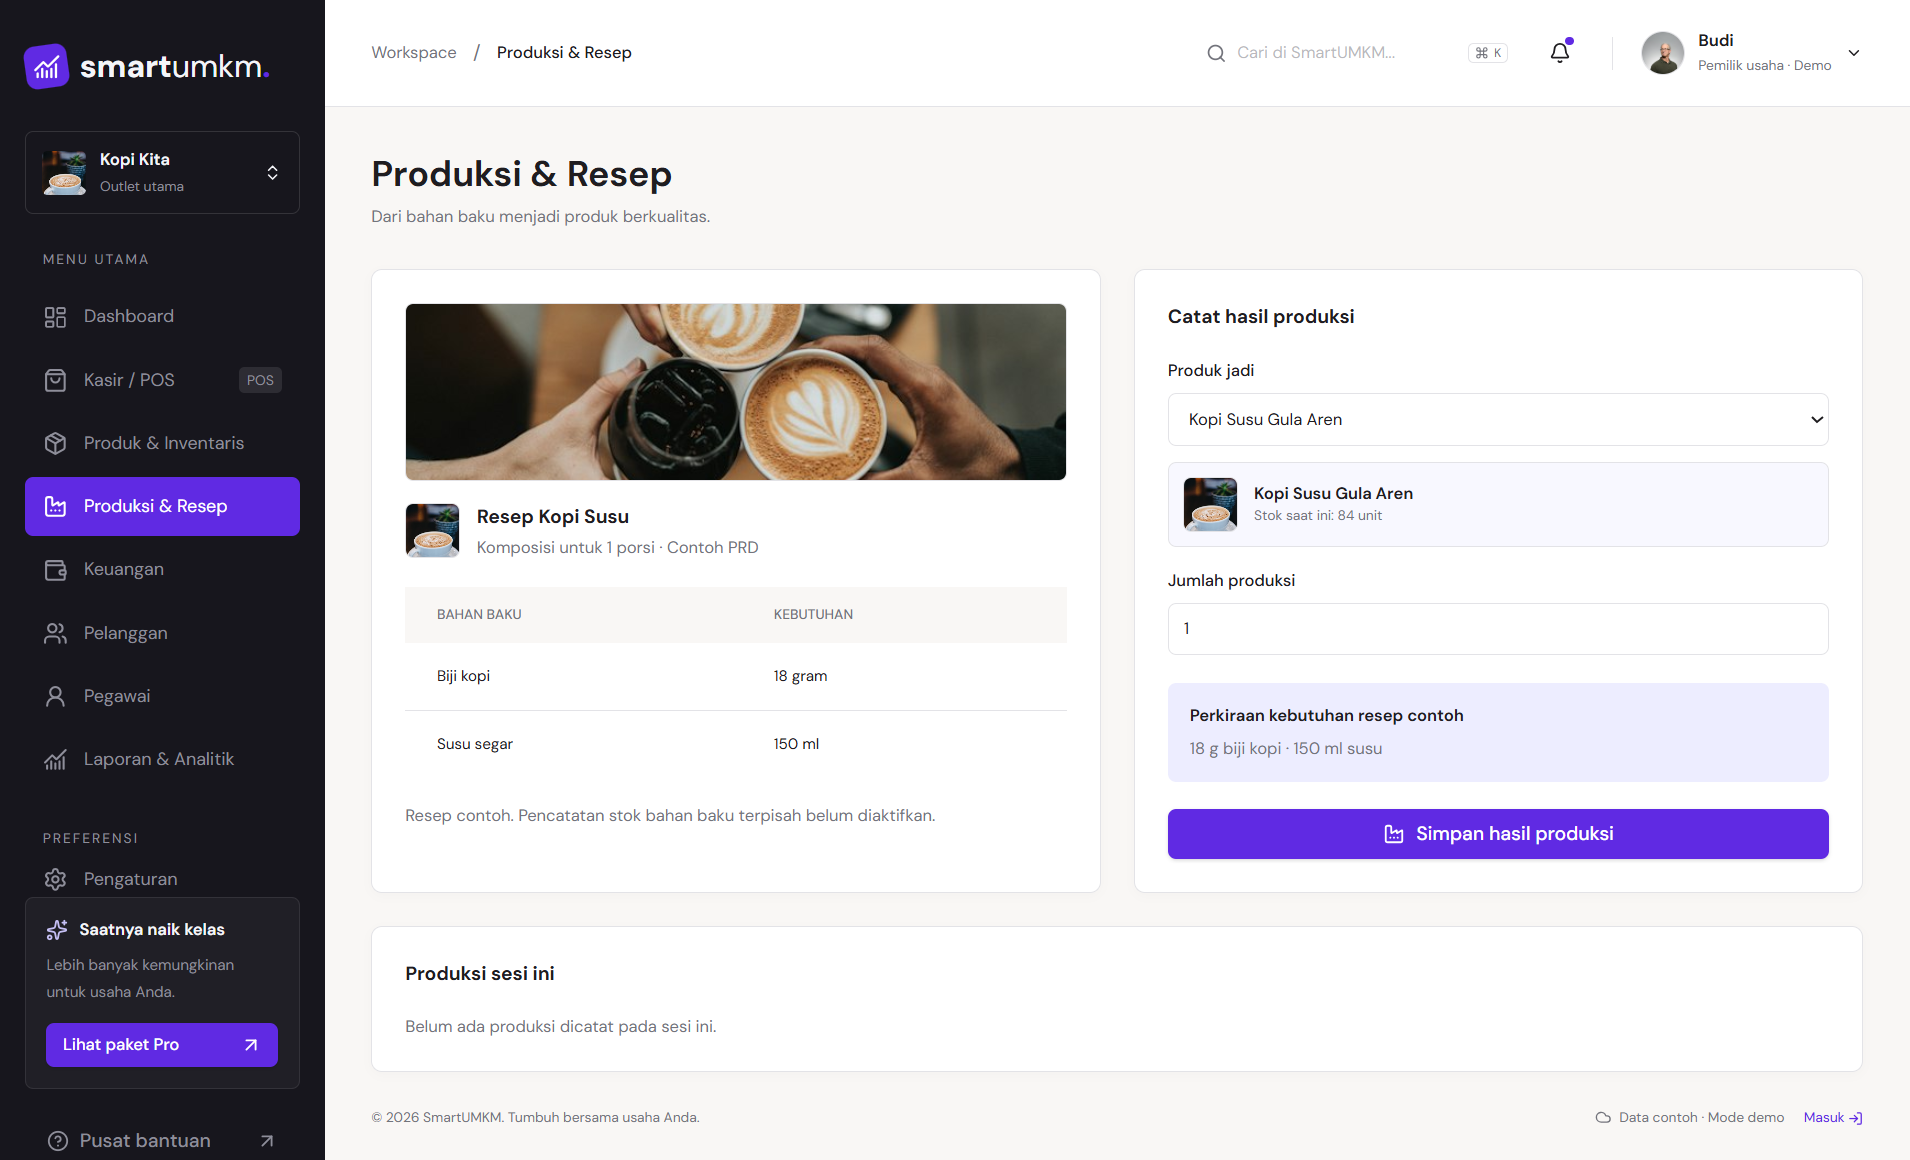 smartumkm.
Kopi Kita
Outlet utama
MENU UTAMA
Dashboard
Kasir / POS
POS
Produk & Inventaris
Produksi & Resep
Keuangan
Pelanggan
Pegawai
Laporan & Analitik
PREFERENSI
Pengaturan
Saatnya naik kelas
Lebih banyak kemungkinan
untuk usaha Anda.
Lihat paket Pro
Pusat bantuan
Workspace / Produksi & Resep
Cari di SmartUMKM...
⌘ K
Budi
Pemilik usaha · Demo
Produksi & Resep
Dari bahan baku menjadi produk berkualitas.
Resep Kopi Susu
Komposisi untuk 1 porsi · Contoh PRD
BAHAN BAKU KEBUTUHAN
Biji kopi 18 gram
Susu segar 150 ml
Resep contoh. Pencatatan stok bahan baku terpisah belum diaktifkan.
Catat hasil produksi
Produk jadi
Kopi Susu Gula Aren
Kopi Susu Gula Aren
Stok saat ini: 84 unit
Jumlah produksi
1
Perkiraan kebutuhan resep contoh
18 g biji kopi · 150 ml susu
Simpan hasil produksi
Produksi sesi ini
Belum ada produksi dicatat pada sesi ini.
© 2026 SmartUMKM. Tumbuh bersama usaha Anda.
Data contoh · Mode demo
Masuk